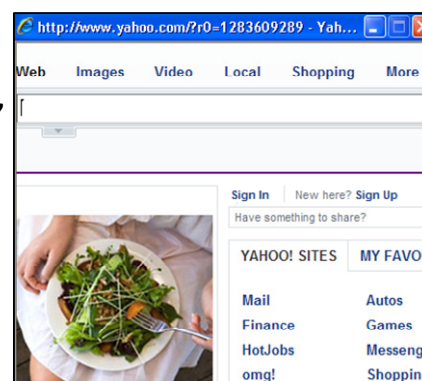 http://www.yahoo.com/?r0=1283609289 - Yah...
Web Images Video Local Shopping More
Sign In New here? Sign Up
Have something to share?
YAHOO! SITES MY FAVO
Mail Autos
Finance Games
HotJobs Messeng
omg! Shoppin